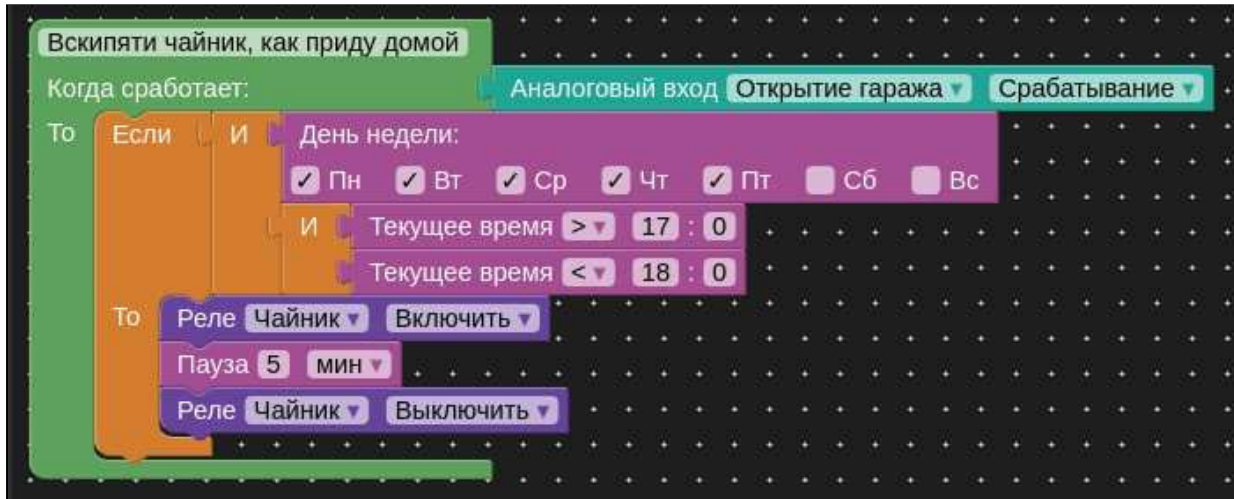 Вскипяти чайник, как приду домой
Когда сработает: Аналоговый вход Открытие гаража Срабатывание
То Если И День недели:
Пн Вт Ср Чт Пт Сб Вс
И Текущее время > 17 : 0
Текущее время < 18 : 0
То Реле Чайник Включить
Пауза 5 мин
Реле Чайник Выключить